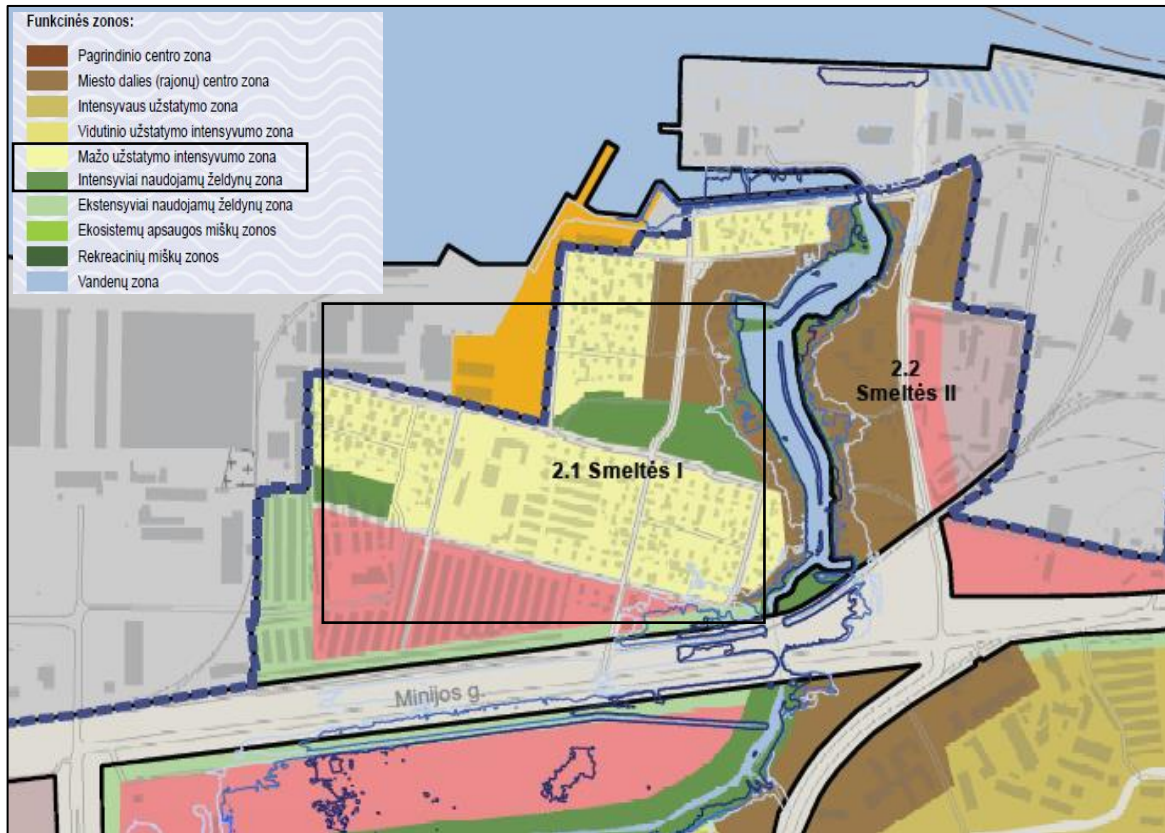 Funkcinės zonos:
Pagrindinio centro zona
Miesto dalies (rajonų) centro zona
Intensyvaus užstatymo zona
Vidutinio užstatymo intensyvumo zona
Mažo užstatymo intensyvumo zona
Intensyviai naudojamų želdynų zona
Ekstensyviai naudojamų želdynų zona
Ekosistemų apsaugos miškų zonos
Rekreacinių miškų zonos
Vandenų zona
2.2
Smeltės II
2.1 Smeltės I
Minijos g.